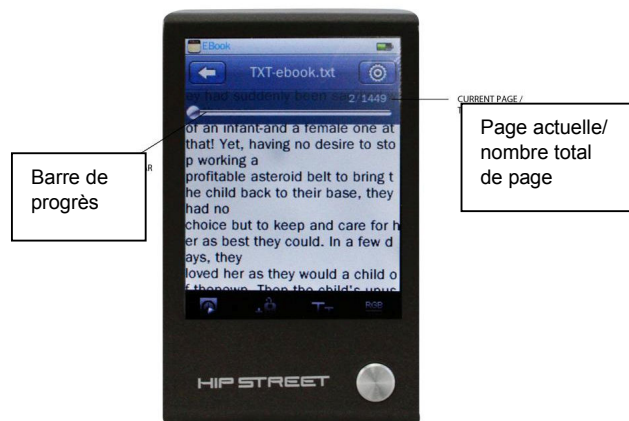 EBook
TXT-ebook.txt
2/1449
of an infant-and a female one at
that! Yet, having no desire to sto
p working a
profitable asteroid belt to bring t
he child back to their base, they
had no
choice but to keep and care for h
er as best they could. In a few d
ays, they
loved her as they would a child o
RGB
HIP STREET
Barre de
progrès
R
CURRENT PAGE /
T
Page actuelle/
nombre total
de page